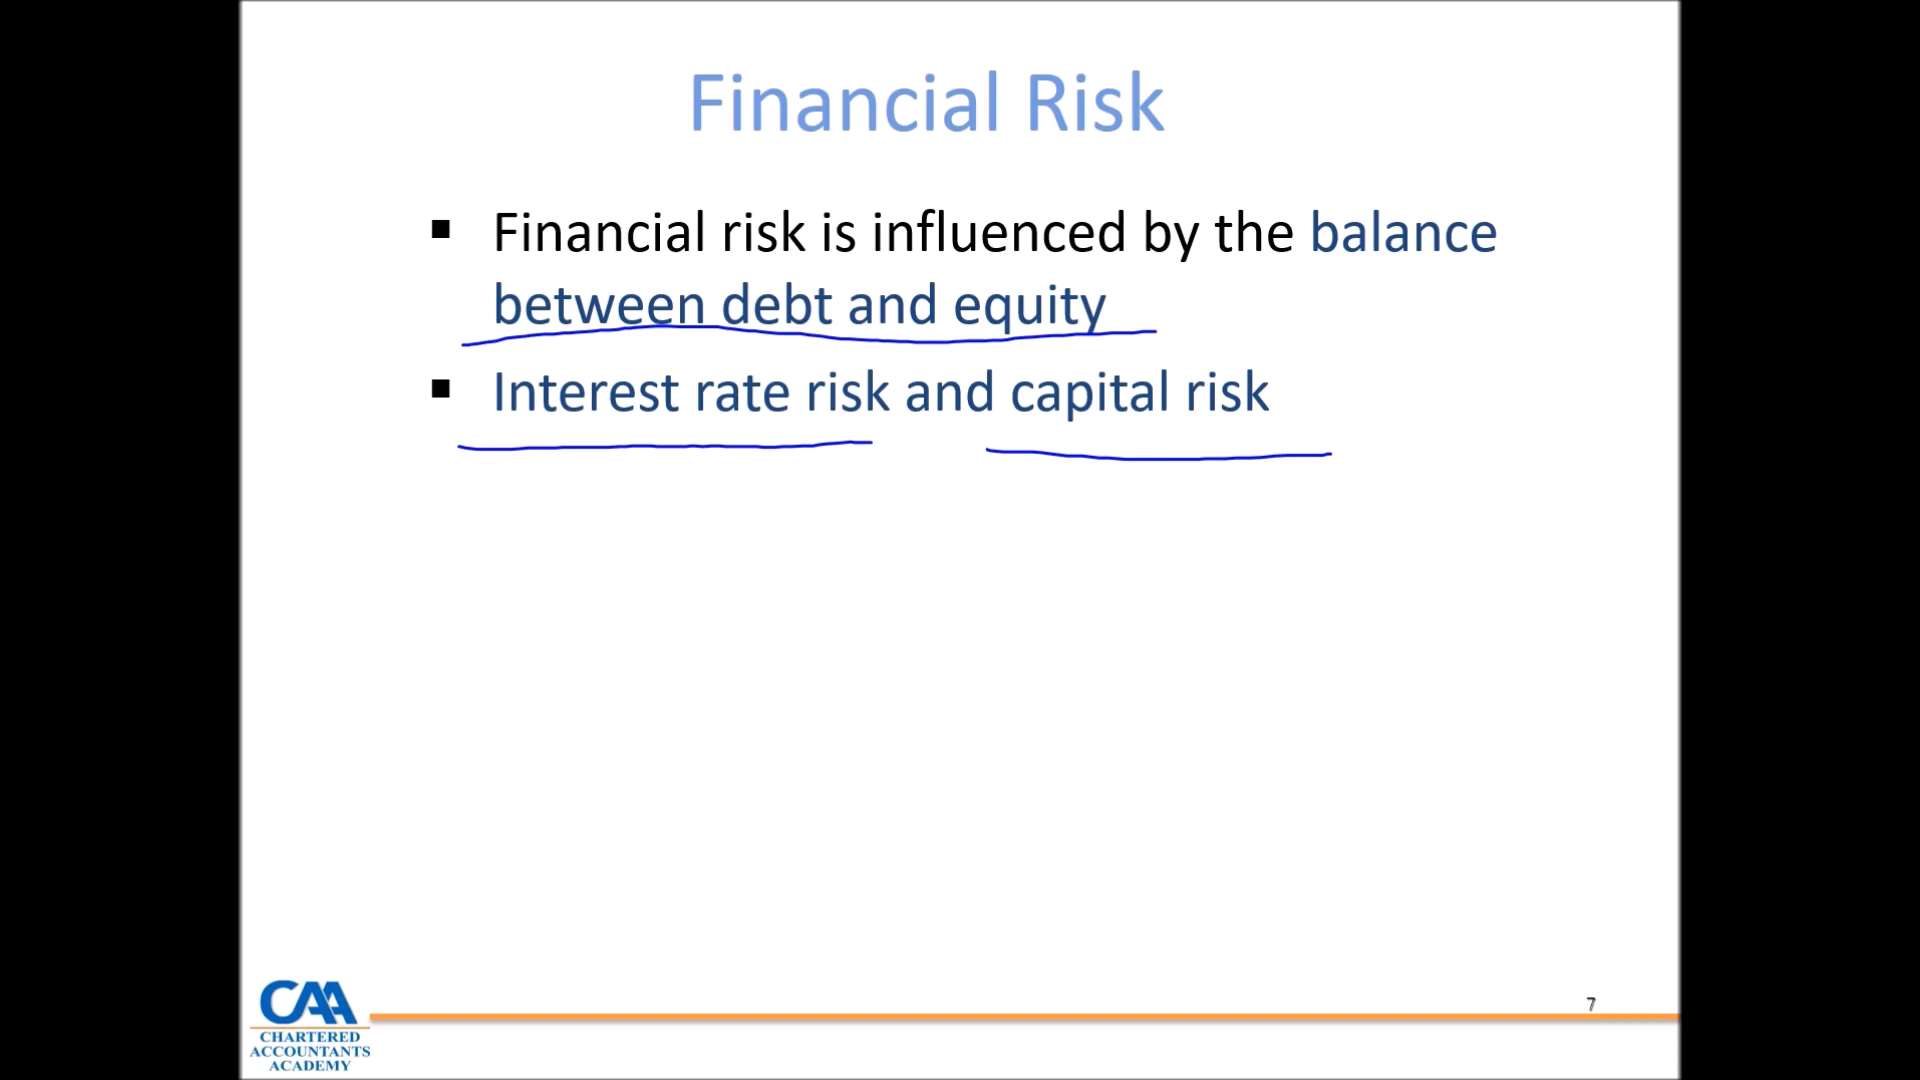 Financial Risk
▪ Financial risk is influenced by the balance
between debt and equity
▪ Interest rate risk and capital risk
7
CAA
CHARTERED
ACCOUNTANTS
ACADEMY